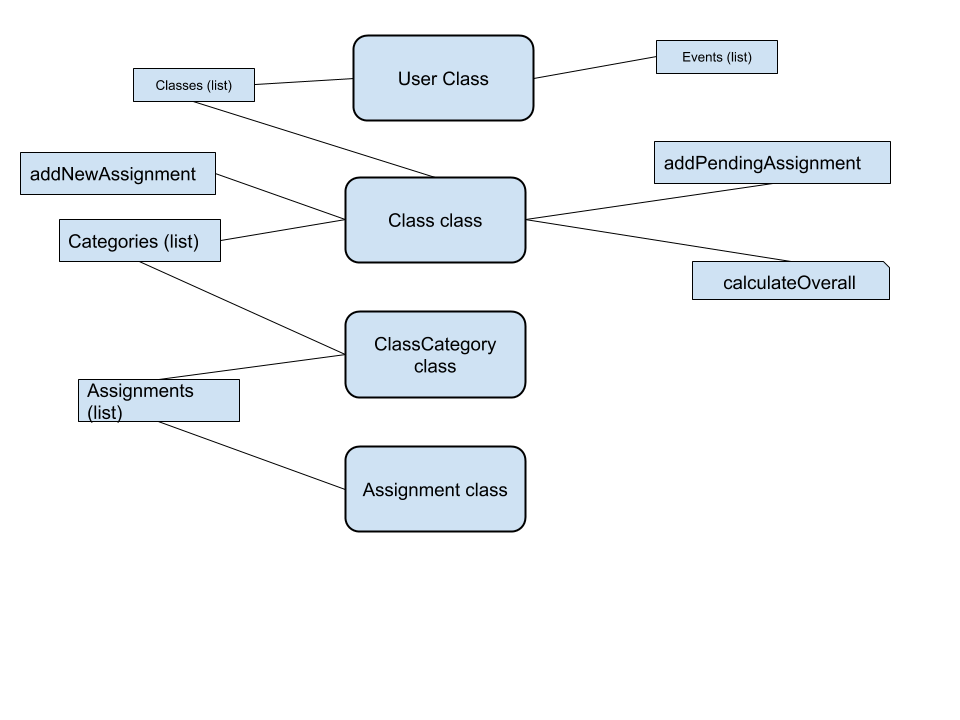 User Class
Events (list)
Classes (list)
addNewAssignment
addPendingAssignment
Class class
Categories (list)
calculateOverall
ClassCategory
class
Assignments
(list)
Assignment class